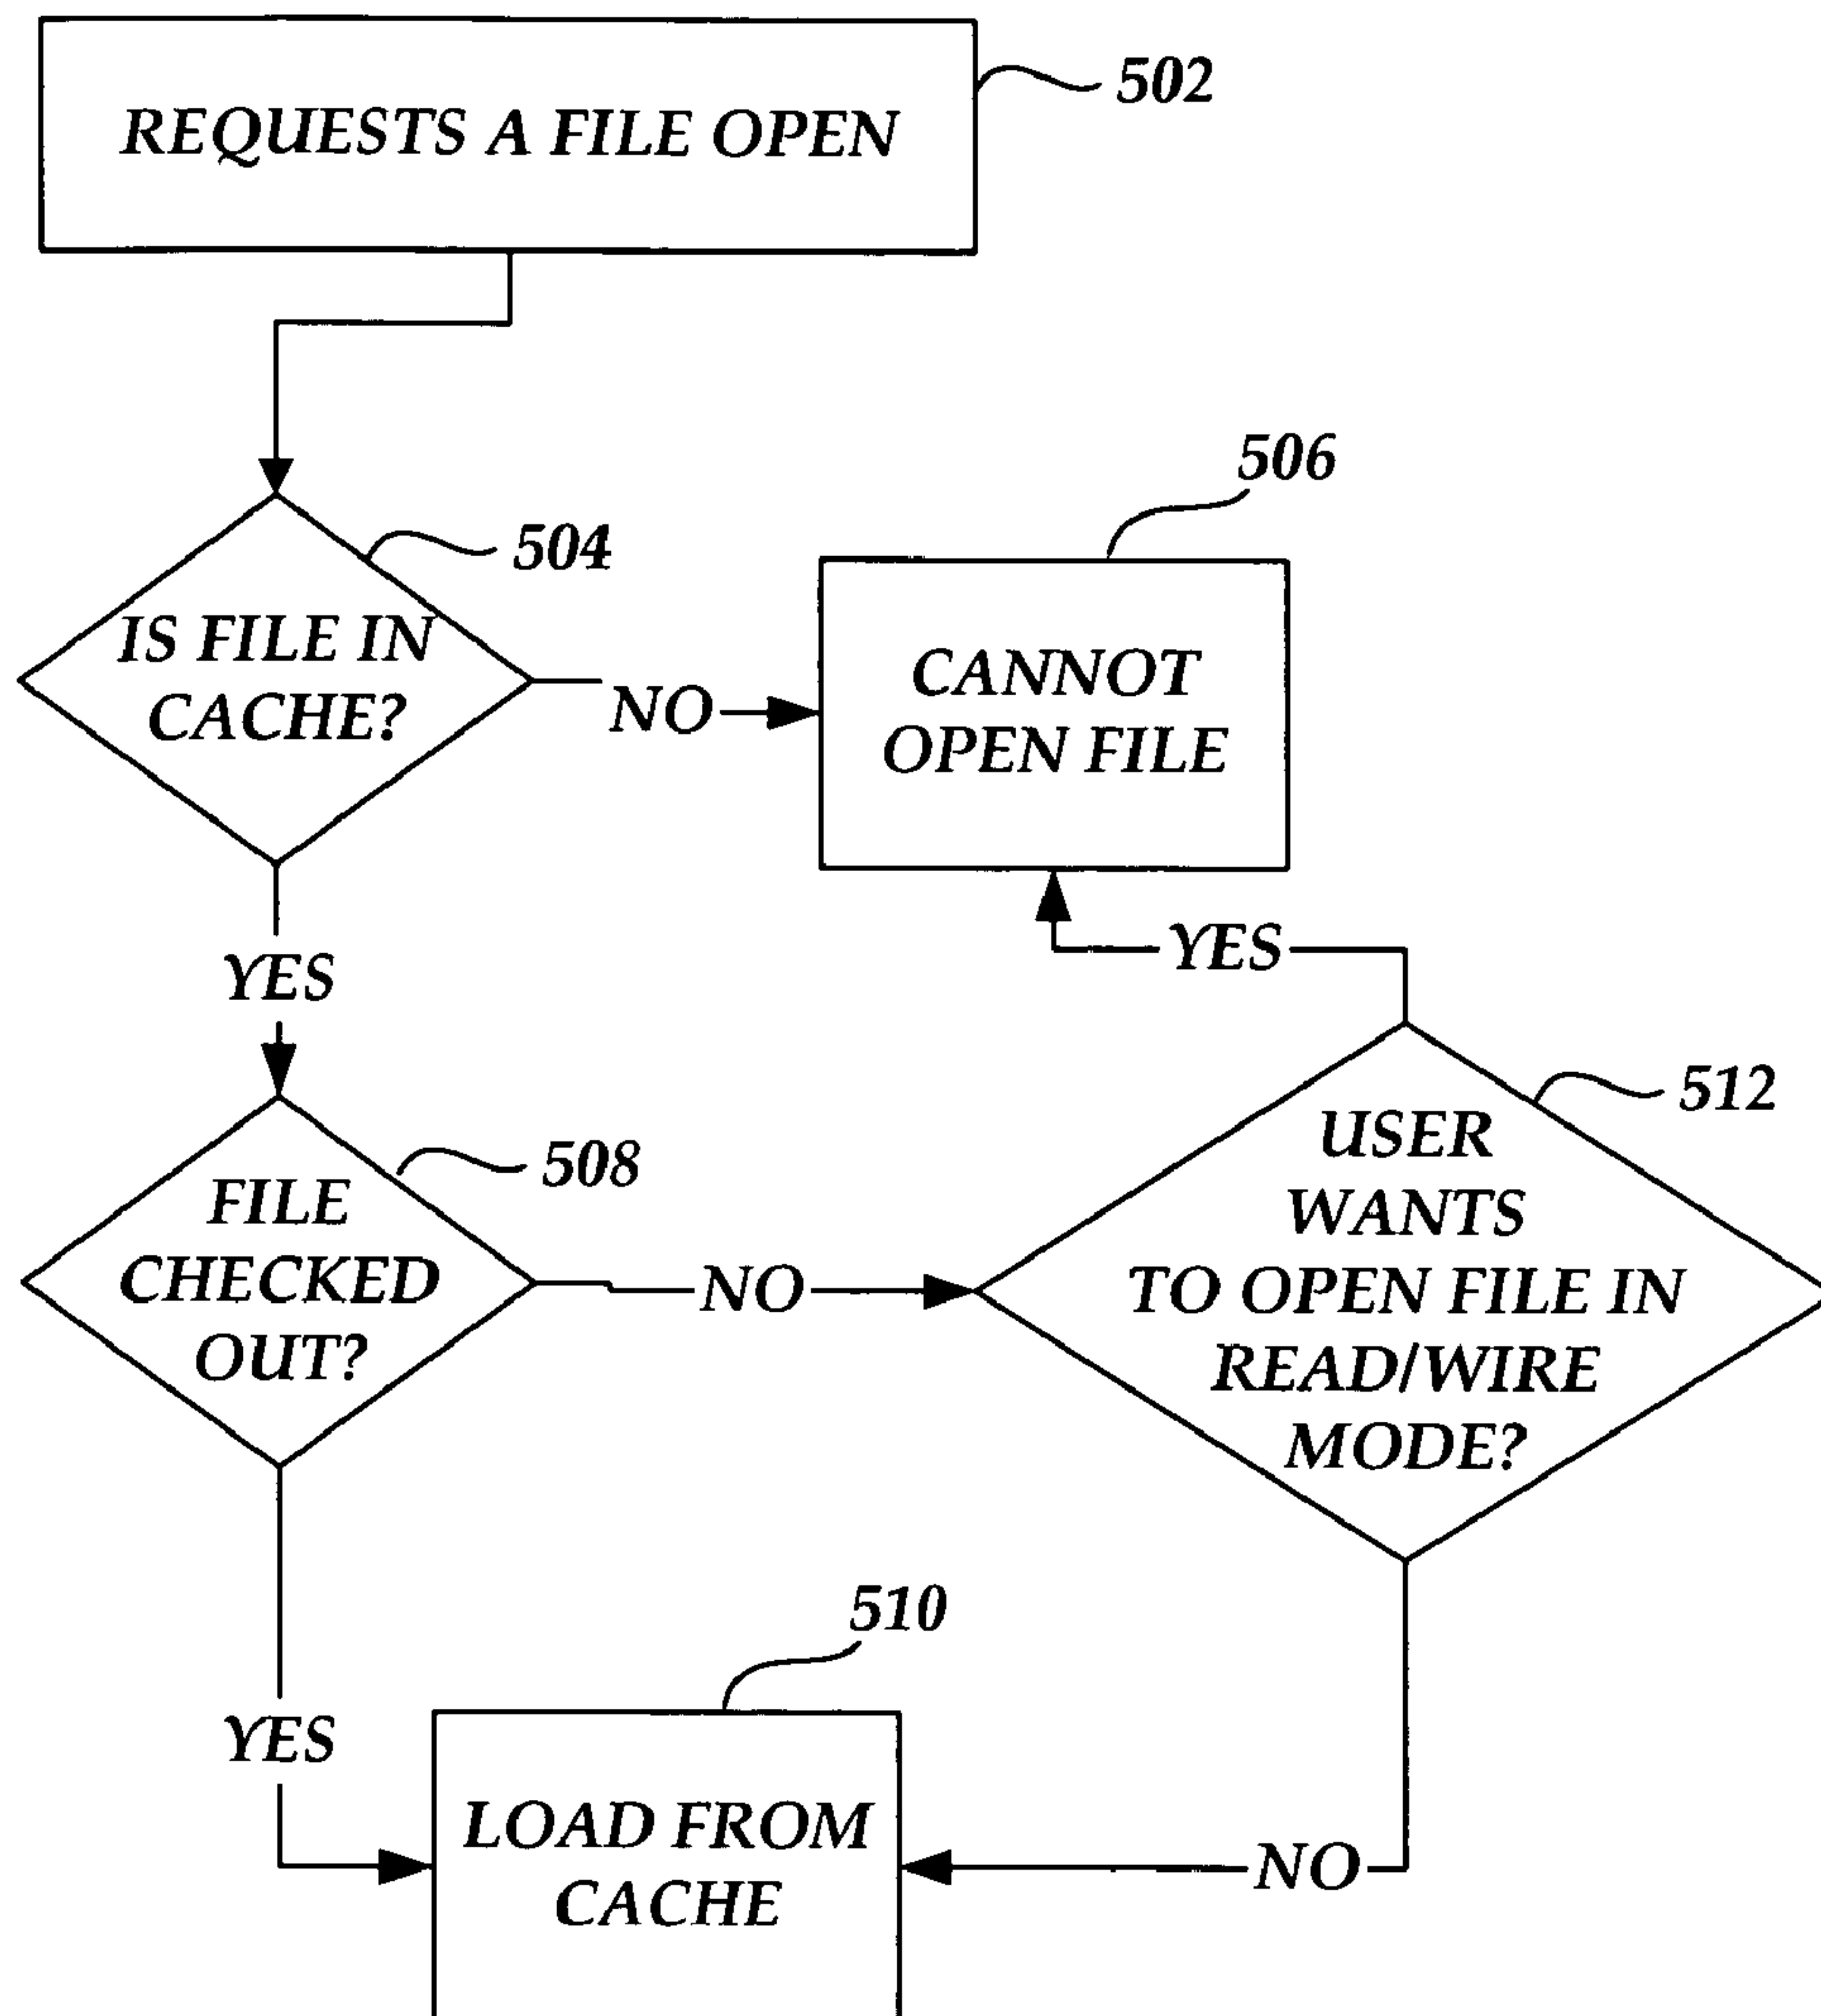 REQUESTS A FILE OPEN
502
504
IS FILE IN
CACHE?
NO
506
CANNOT
OPEN FILE
YES
YES
508
FILE
CHECKED
OUT?
NO
512
USER
WANTS
TO OPEN FILE IN
READ/WIRE
MODE?
YES
510
LOAD FROM
CACHE
NO